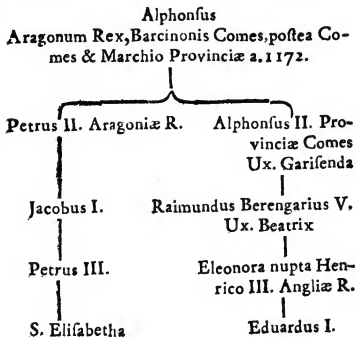 Alphonſus
Aragonum Rex, Barcinonis Comes, poſtea Co-
mes & Marchio Provinciæ a. 1172.
Petrus II. Aragoniæ R.
Alphonſus II. Pro-
vinciæ Comes
Ux. Gariſenda
Jacobus I.
Raimundus Berengarius V.
Ux. Beatrix
Petrus III.
Eleonora nupta Hen-
rico III. Angliæ R.
S. Eliſabetha
Eduardus I.